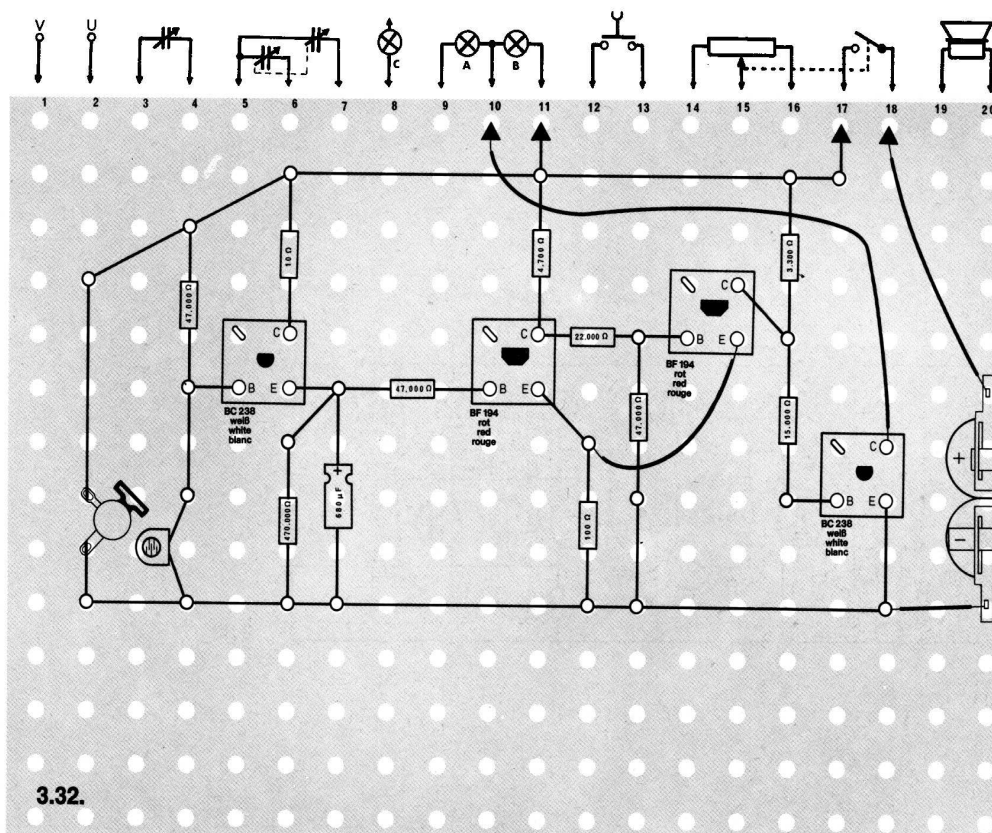 V U
C A B
1 2 3 4 5 6 7 8 9 10 11 12 13 14 15 16 17 18 19 20
47.000 Ω
10 Ω
4.700 Ω
3.300 Ω
C
B E
BC 238
weiß
white
blanc
47.000 Ω
C
B E
BF 194
rot
red
rouge
22.000 Ω
C
B E
BF 194
rot
red
rouge
47.000 Ω
15.000 Ω
C
B E
BC 238
weiß
white
blanc
+
−
470.000 Ω
+
680 µF
100 Ω
3.32.